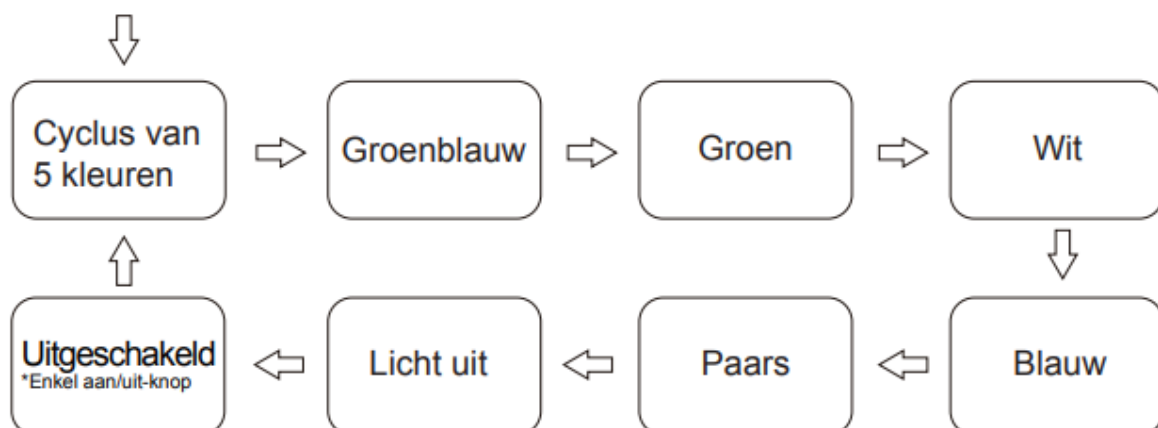 Cyclus van
5 kleuren
Groenblauw
Groen
Wit
Blauw
Paars
Licht uit
Uitgeschakeld
*Enkel aan/uit-knop